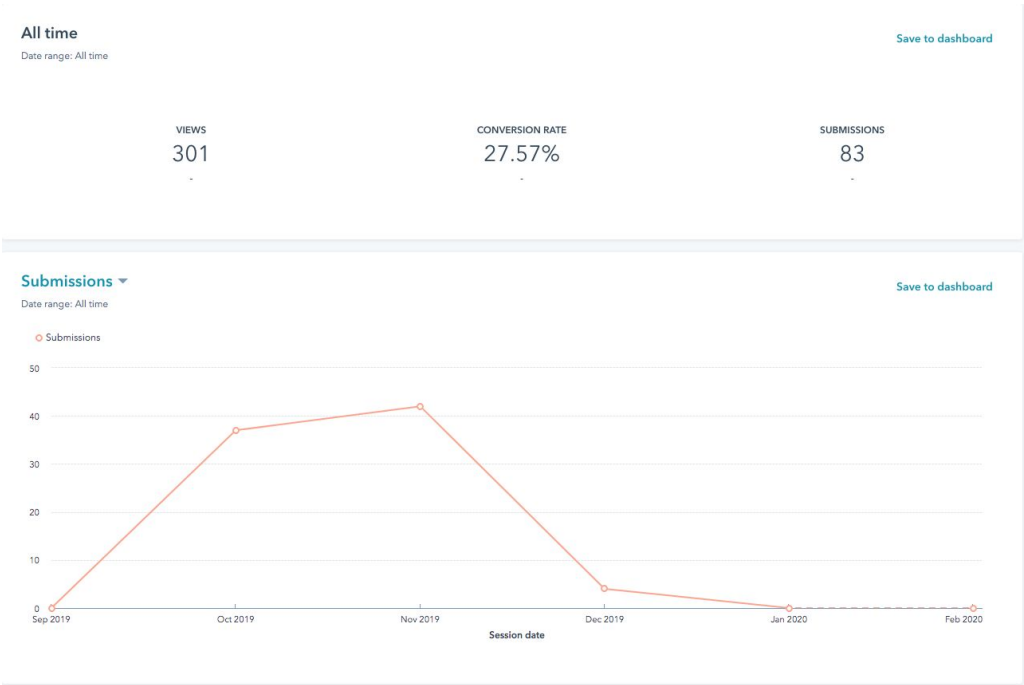 All time
Save to dashboard
Date range: All time
VIEWS
CONVERSION RATE
SUBMISSIONS
301
27.57%
83
-
-
-
Submissions
Save to dashboard
Date range: All time
Submissions
50
40
30
20
10
0
Sep 2019
Oct 2019
Nov 2019
Dec 2019
Jan 2020
Feb 2020
Session date